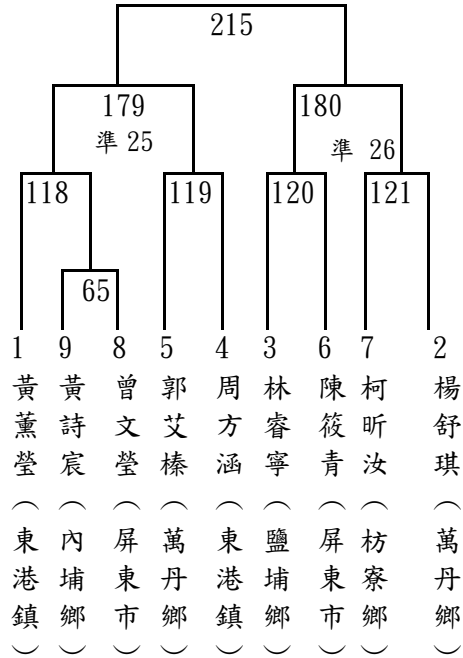 215
179
準 25
180
準 26
118
119
120
121
65
1 黃薰瑩（東港鎮）
9 黃詩宸（內埔鄉）
8 曾文瑩（屏東市）
5 郭艾榛（萬丹鄉）
4 周方涵（東港鎮）
3 林睿寧（鹽埔鄉）
6 陳筱青（屏東市）
7 柯昕汝（枋寮鄉）
2 楊舒琪（萬丹鄉）